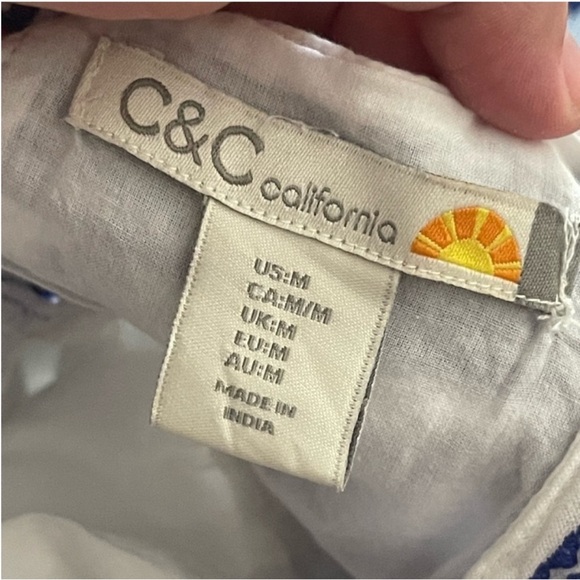 C&C california
US:M
CA:M/M
UK:M
EU:M
AU:M
MADE IN
INDIA